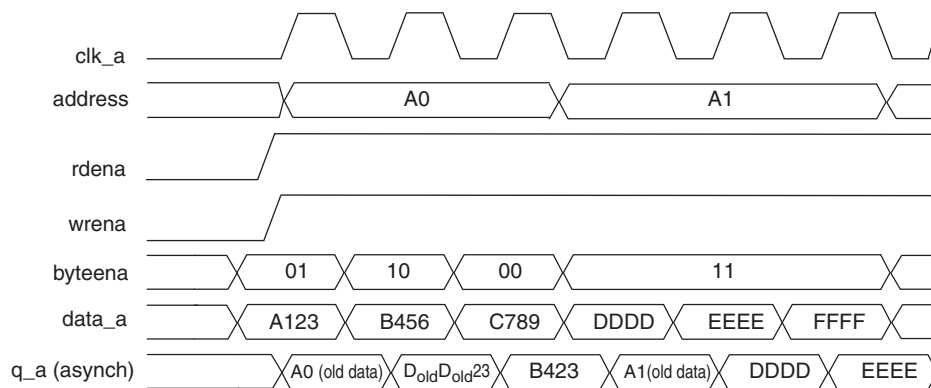 clk_a
address A0 A1
rdena
wrena
byteena 01 10 00 11
data_a A123 B456 C789 DDDD EEEE FFFF
q_a (asynch) A0 (old data) DoldDold23 B423 A1(old data) DDDD EEEE